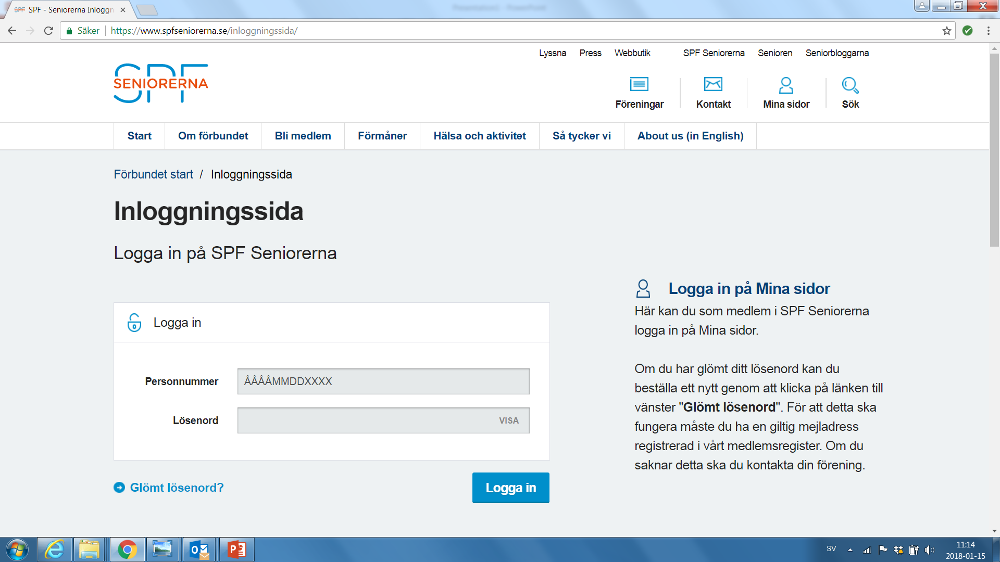 SPF - Seniorerna Inloggn
Säker
https://www.spfseniorerna.se/inloggningssida/
Lyssna Press Webbutik SPF Seniorerna Senioren Seniorbloggarna
SPF
SENIORERNA
Föreningar Kontakt Mina sidor Sök
Start Om förbundet Bli medlem Förmåner Hälsa och aktivitet Så tycker vi About us (in English)
Förbundet start / Inloggningssida
Inloggningssida
Logga in på SPF Seniorerna
Logga in
Personnummer ÅÅÅÅMMDDXXXX
Lösenord VISA
Glömt lösenord? Logga in
Logga in på Mina sidor
Här kan du som medlem i SPF Seniorerna
logga in på Mina sidor.
Om du har glömt ditt lösenord kan du
beställa ett nytt genom att klicka på länken till
vänster "Glömt lösenord". För att detta ska
fungera måste du ha en giltig mejladress
registrerad i vårt medlemsregister. Om du
saknar detta ska du kontakta din förening.
SV
11:14
2018-01-15